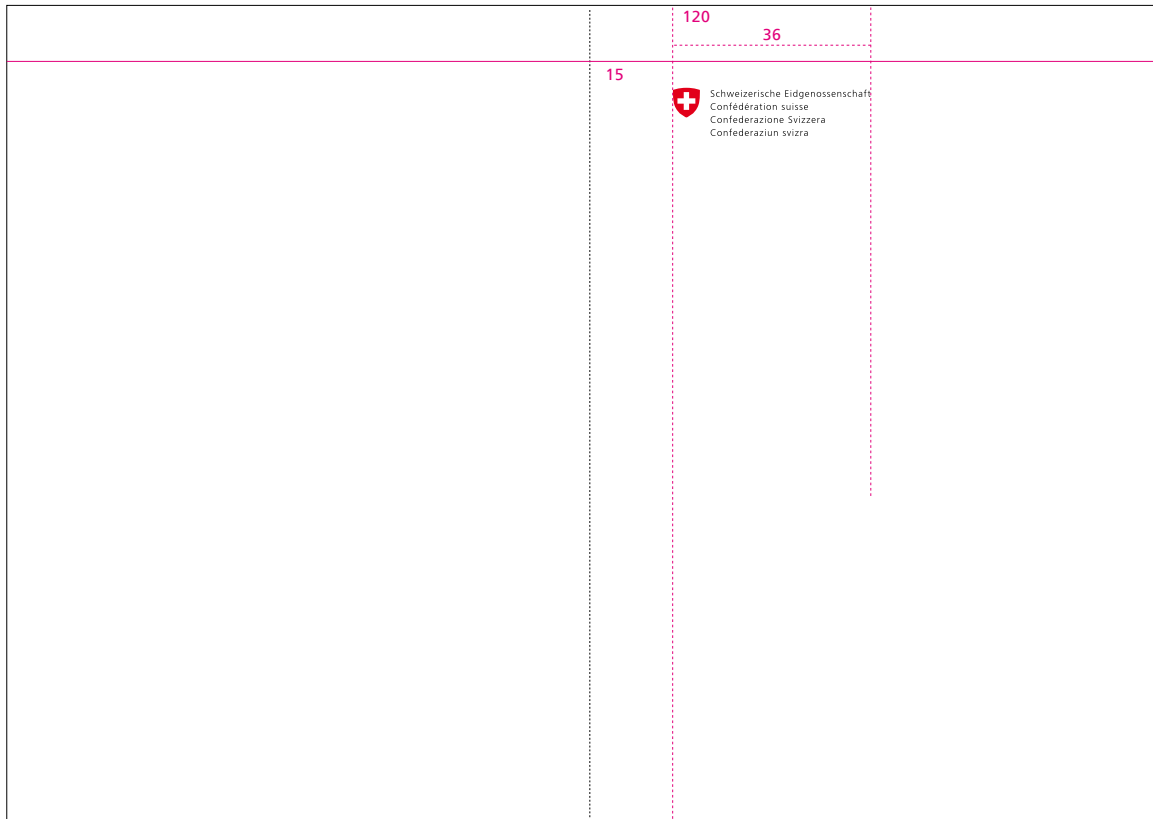 120
36
15
Schweizerische Eidgenossenschaft
Confédération suisse
Confederazione Svizzera
Confederaziun svizra